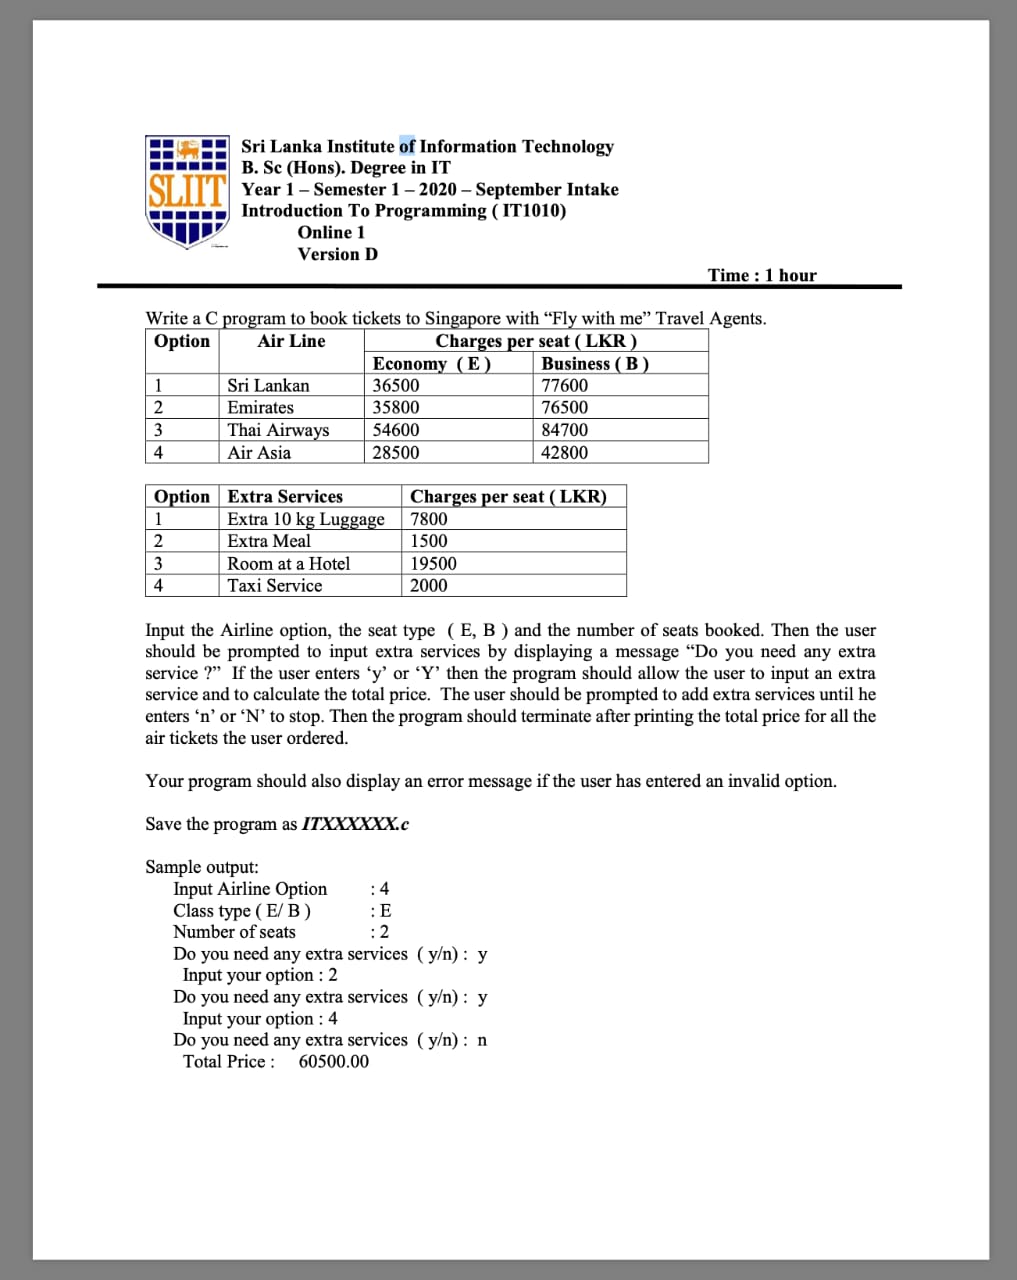 SLIIT
Sri Lanka Institute of Information Technology
B. Sc (Hons). Degree in IT
Year 1 – Semester 1 – 2020 – September Intake
Introduction To Programming ( IT1010)
Online 1
Version D
Time : 1 hour
Write a C program to book tickets to Singapore with “Fly with me” Travel Agents.
Option Air Line Charges per seat ( LKR )
Economy ( E ) Business ( B )
1 Sri Lankan 36500 77600
2 Emirates 35800 76500
3 Thai Airways 54600 84700
4 Air Asia 28500 42800
Option Extra Services Charges per seat ( LKR)
1 Extra 10 kg Luggage 7800
2 Extra Meal 1500
3 Room at a Hotel 19500
4 Taxi Service 2000
Input the Airline option, the seat type ( E, B ) and the number of seats booked. Then the user
should be prompted to input extra services by displaying a message “Do you need any extra
service ?” If the user enters ‘y’ or ‘Y’ then the program should allow the user to input an extra
service and to calculate the total price. The user should be prompted to add extra services until he
enters ‘n’ or ‘N’ to stop. Then the program should terminate after printing the total price for all the
air tickets the user ordered.
Your program should also display an error message if the user has entered an invalid option.
Save the program as ITXXXXXX.c
Sample output:
Input Airline Option : 4
Class type ( E/ B ) : E
Number of seats : 2
Do you need any extra services ( y/n) : y
Input your option : 2
Do you need any extra services ( y/n) : y
Input your option : 4
Do you need any extra services ( y/n) : n
Total Price : 60500.00